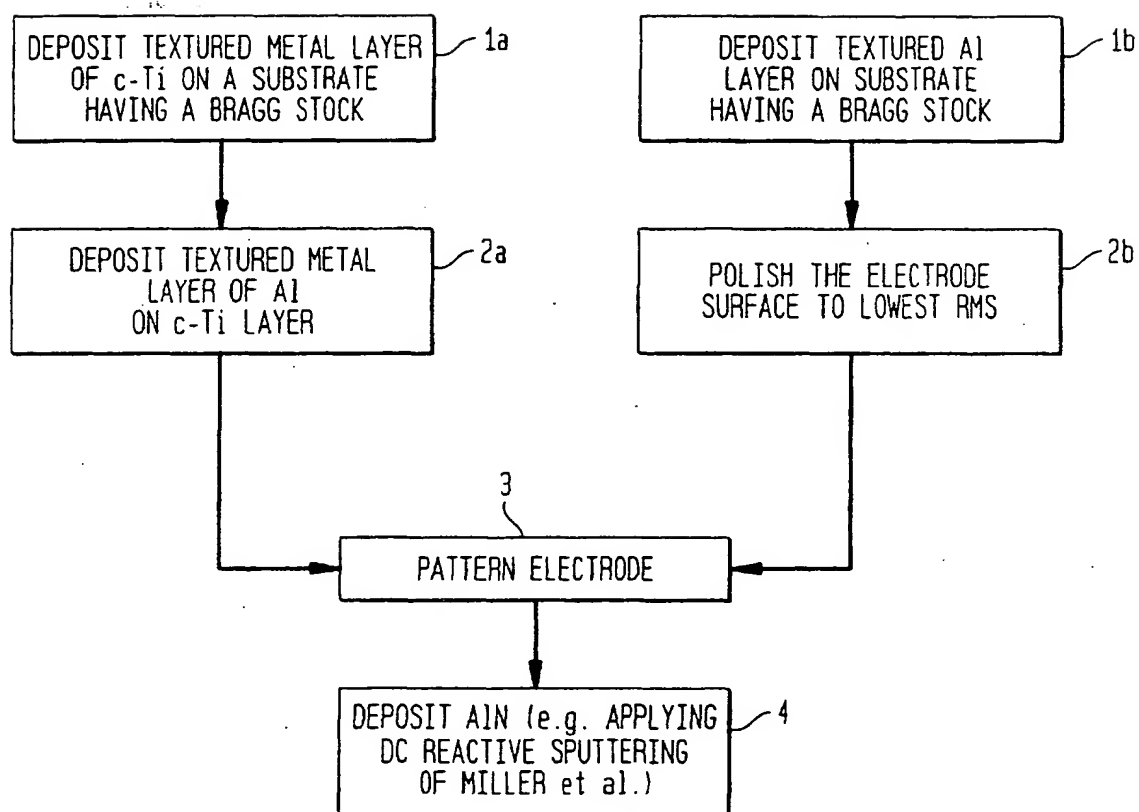 DEPOSIT TEXTURED METAL LAYER
OF c-Ti ON A SUBSTRATE
HAVING A BRAGG STOCK
1a
DEPOSIT TEXTURED Al
LAYER ON SUBSTRATE
HAVING A BRAGG STOCK
1b
DEPOSIT TEXTURED METAL
LAYER OF Al
ON c-Ti LAYER
2a
POLISH THE ELECTRODE
SURFACE TO LOWEST RMS
2b
3
PATTERN ELECTRODE
DEPOSIT AlN (e.g. APPLYING
DC REACTIVE SPUTTERING
OF MILLER et al.)
4